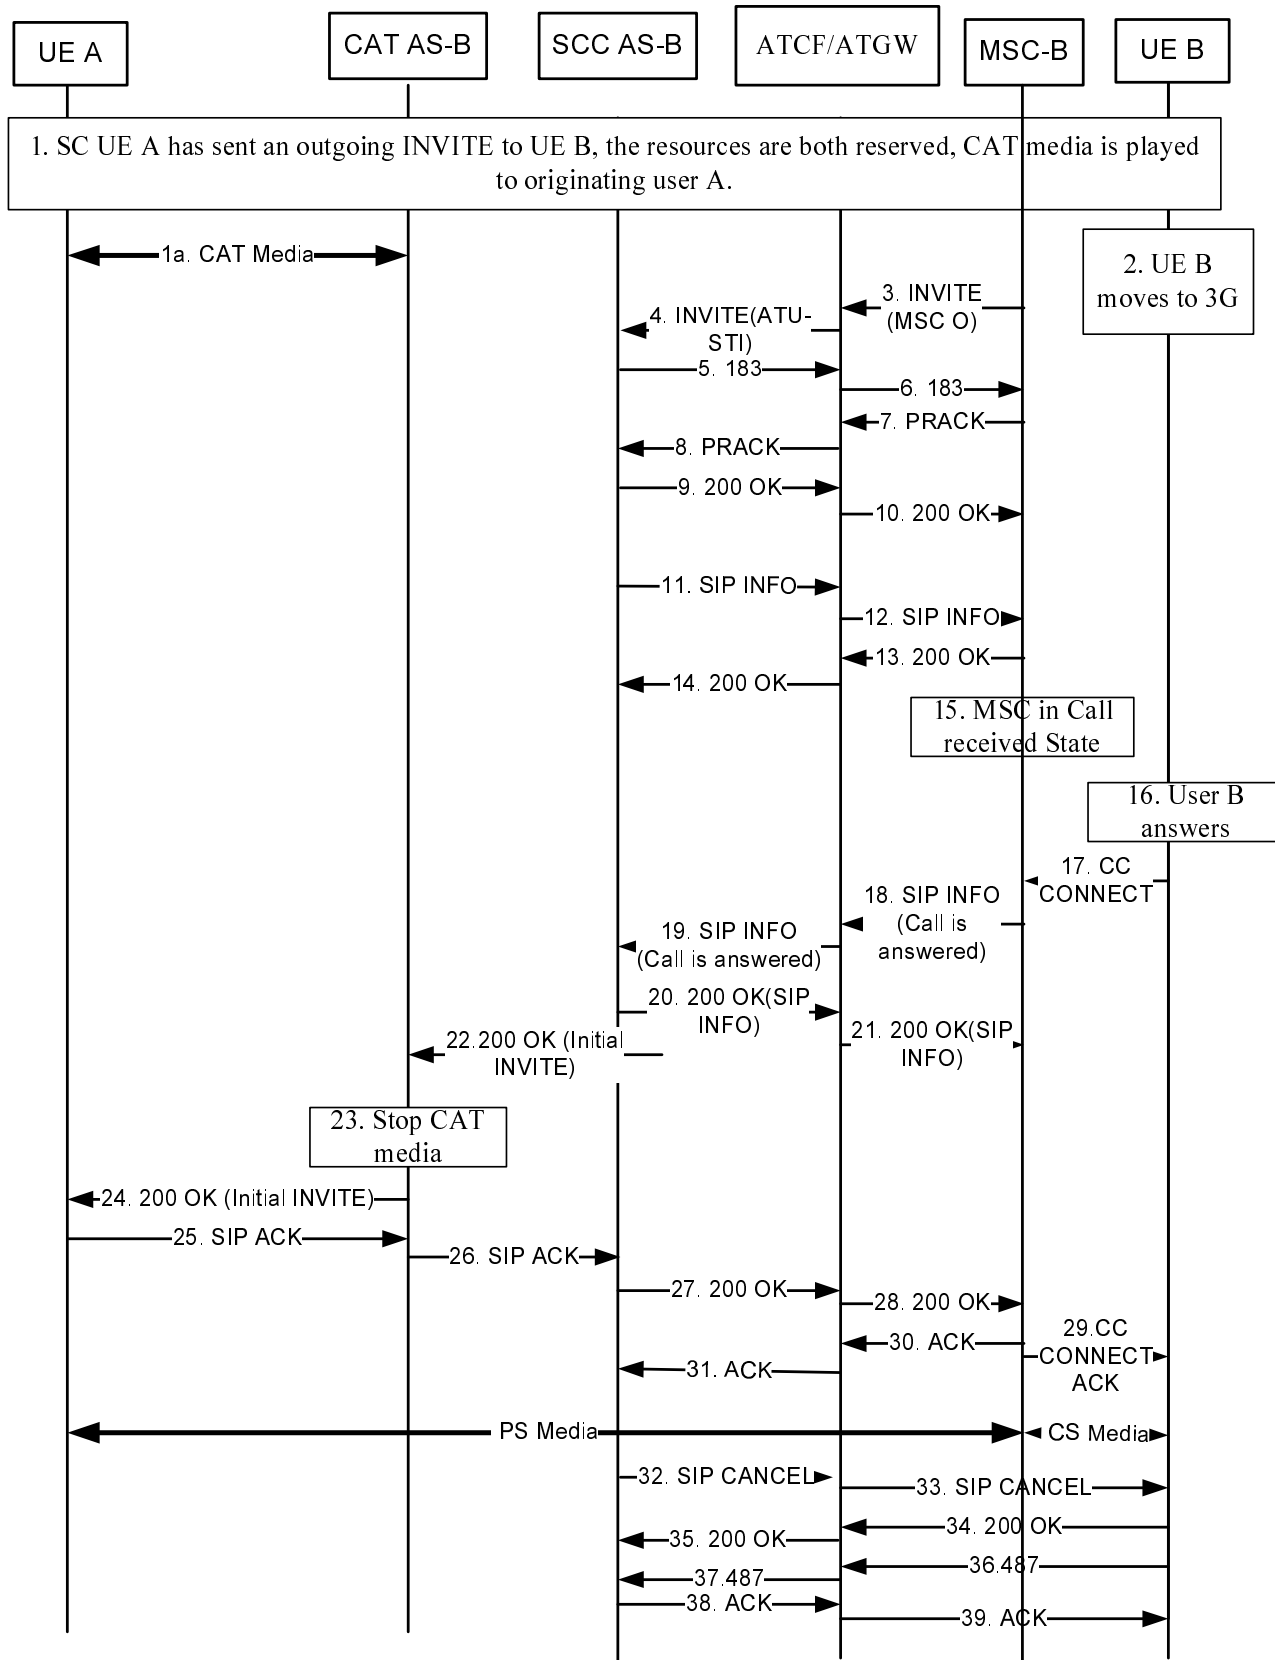 UE A
CAT AS-B
SCC AS-B
ATCF/ATGW
MSC-B
UE B
1. SC UE A has sent an outgoing INVITE to UE B, the resources are both reserved, CAT media is played
to originating user A.
1a. CAT Media
2. UE B
moves to 3G
3. INVITE
(MSC O)
4. INVITE(ATU-
STI)
5. 183
6. 183
7. PRACK
8. PRACK
9. 200 OK
10. 200 OK
11. SIP INFO
12. SIP INFO
13. 200 OK
14. 200 OK
15. MSC in Call
received State
16. User B
answers
17. CC
CONNECT
18. SIP INFO
(Call is
answered)
19. SIP INFO
(Call is answered)
20. 200 OK(SIP
INFO)
21. 200 OK(SIP
INFO)
22.200 OK (Initial
INVITE)
23. Stop CAT
media
24. 200 OK (Initial INVITE)
25. SIP ACK
26. SIP ACK
27. 200 OK
28. 200 OK
29.CC
CONNECT
ACK
30. ACK
31. ACK
PS Media
CS Media
32. SIP CANCEL
33. SIP CANCEL
34. 200 OK
35. 200 OK
36.487
37.487
38. ACK
39. ACK